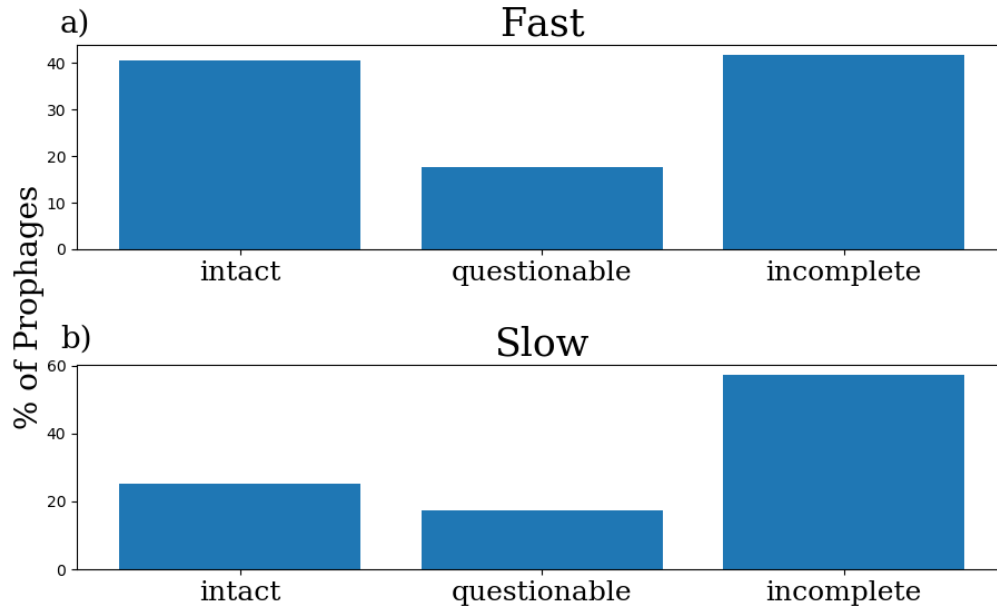 a)
Fast
% of Prophages
40
30
20
10
0
intact questionable incomplete
b)
Slow
60
40
20
0
intact questionable incomplete